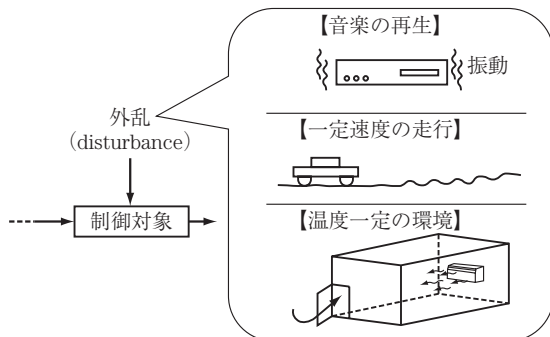 【音楽の再生】
振動
外乱
(disturbance)
【一定速度の走行】
制御対象
【温度一定の環境】